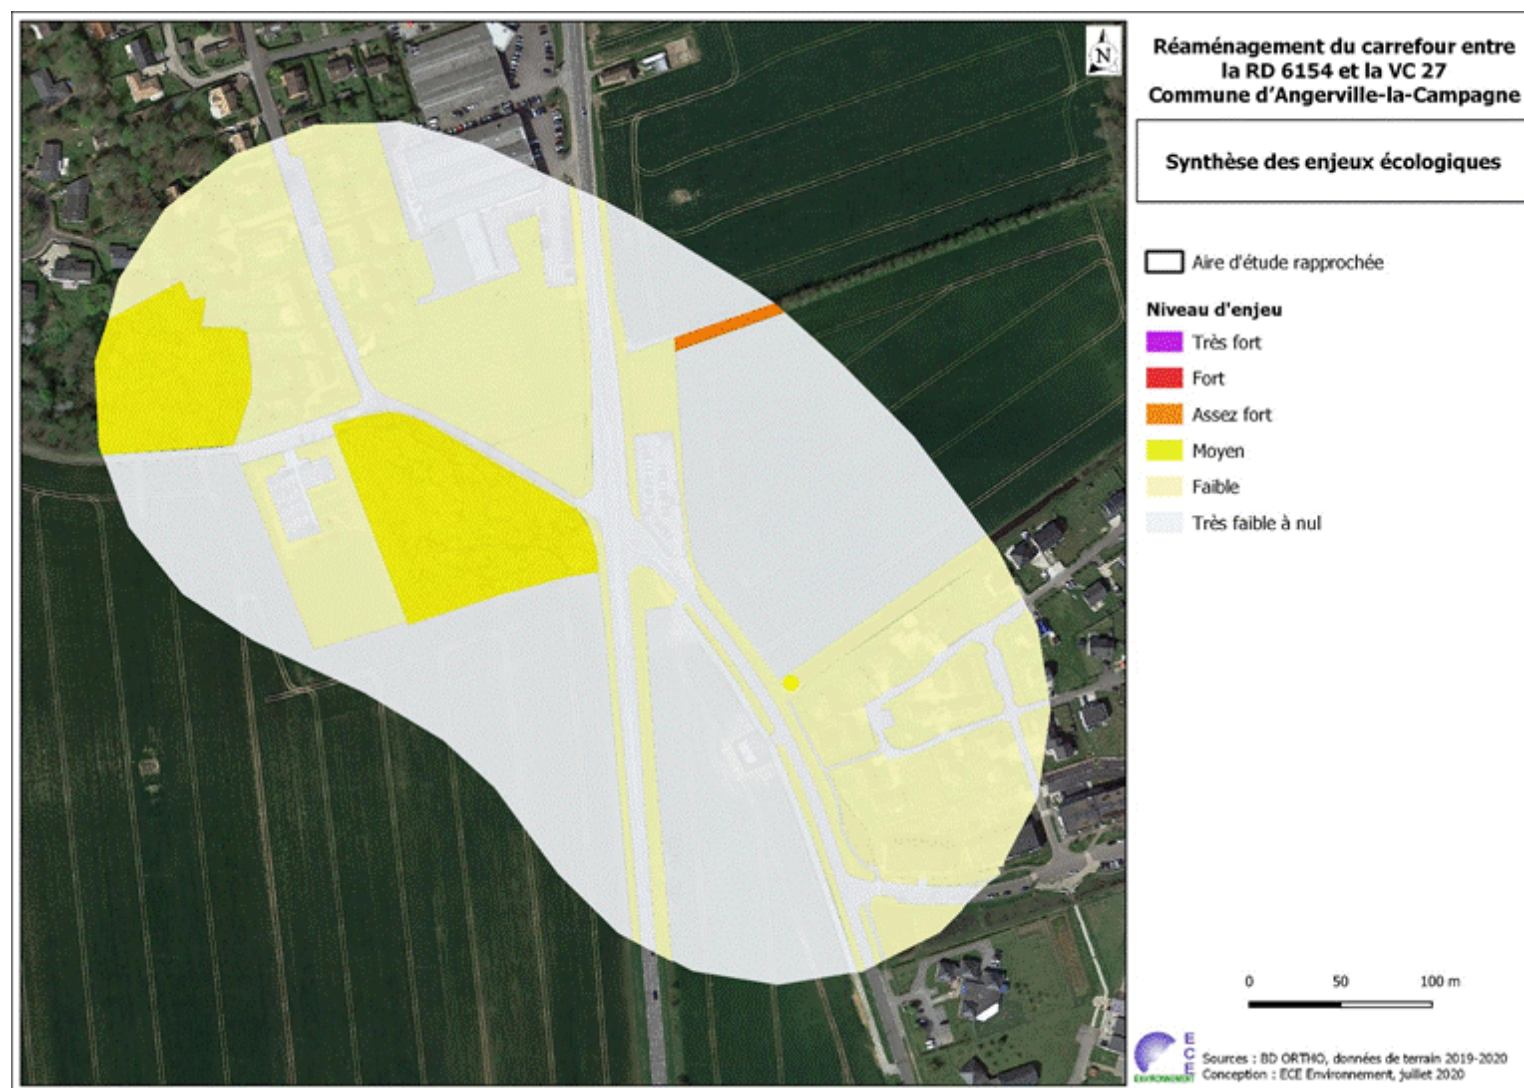 N
Réaménagement du carrefour entre
la RD 6154 et la VC 27
Commune d'Angerville-la-Campagne
Synthèse des enjeux écologiques
Aire d'étude rapprochée
Niveau d'enjeu
Très fort
Fort
Assez fort
Moyen
Faible
Très faible à nul
0 50 100 m
ECE
ENVIRONNEMENT
Sources : BD ORTHO, données de terrain 2019-2020
Conception : ECE Environnement, juillet 2020